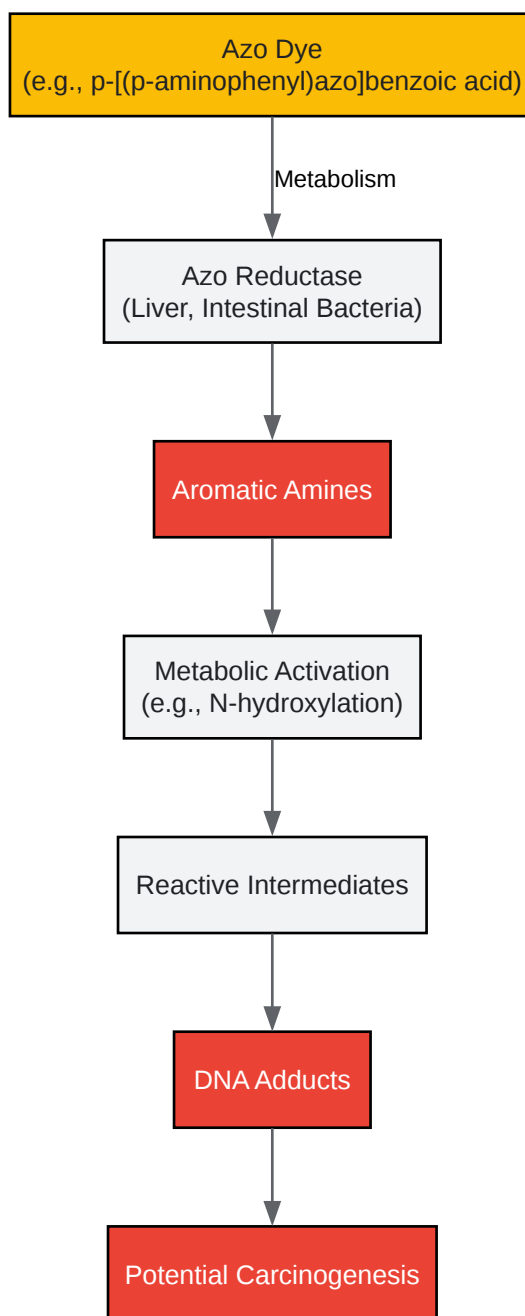 Azo Dye
(e.g., p-[(p-aminophenyl)azo]benzoic acid)
Metabolism
Azo Reductase
(Liver, Intestinal Bacteria)
Aromatic Amines
Metabolic Activation
(e.g., N-hydroxylation)
Reactive Intermediates
DNA Adducts
Potential Carcinogenesis